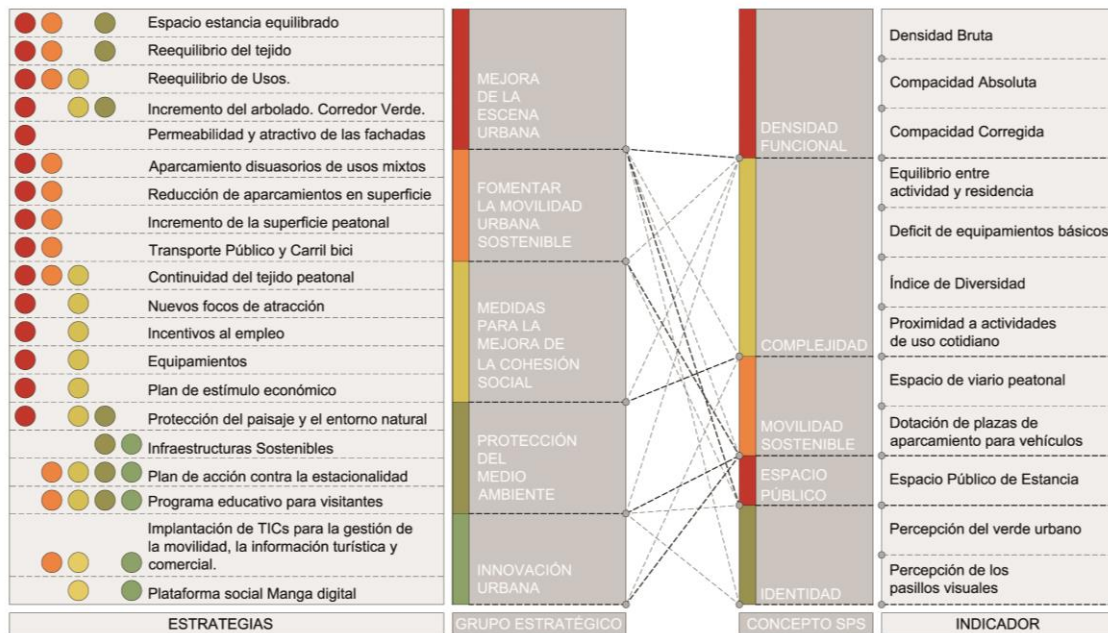 Espacio estancia equilibrado
Reequilibrio del tejido
Reequilibrio de Usos.
Incremento del arbolado. Corredor Verde.
Permeabilidad y atractivo de las fachadas
Aparcamiento disuasorios de usos mixtos
Reducción de aparcamientos en superficie
Incremento de la superficie peatonal
Transporte Público y Carril bici
Continuidad del tejido peatonal
Nuevos focos de atracción
Incentivos al empleo
Equipamientos
Plan de estímulo económico
Protección del paisaje y el entorno natural
Infraestructuras Sostenibles
Plan de acción contra la estacionalidad
Programa educativo para visitantes
Implantación de TICs para la gestión de
la movilidad, la información turística y
comercial.
Plataforma social Manga digital
ESTRATEGIAS
MEJORA
DE LA
ESCENA
URBANA
FOMENTAR
LA MOVILIDAD
URBANA
SOSTENIBLE
MEDIDAS
PARA LA
MEJORA DE
LA COHESIÓN
SOCIAL
PROTECCIÓN
DEL
MEDIO
AMBIENTE
INNOVACIÓN
URBANA
GRUPO ESTRATÉGICO
DENSIDAD
FUNCIONAL
COMPLEJIDAD
MOVILIDAD
SOSTENIBLE
ESPACIO
PÚBLICO
IDENTIDAD
CONCEPTO SPS
Densidad Bruta
Compacidad Absoluta
Compacidad Corregida
Equilibrio entre
actividad y residencia
Deficit de equipamientos básicos
Índice de Diversidad
Proximidad a actividades
de uso cotidiano
Espacio de viario peatonal
Dotación de plazas de
aparcamiento para vehículos
Espacio Público de Estancia
Percepción del verde urbano
Percepción de los
pasillos visuales
INDICADOR